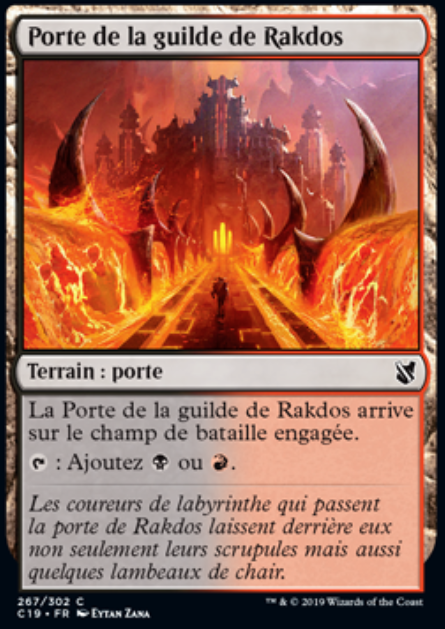 Porte de la guilde de Rakdos
Terrain : porte
La Porte de la guilde de Rakdos arrive
sur le champ de bataille engagée.
: Ajoutez ou .
Les coureurs de labyrinthe qui passent
la porte de Rakdos laissent derrière eux
non seulement leurs scrupules mais aussi
quelques lambeaux de chair.
267/302 C
C19 • FR Eytan Zana
™ & © 2019 Wizards of the Coast